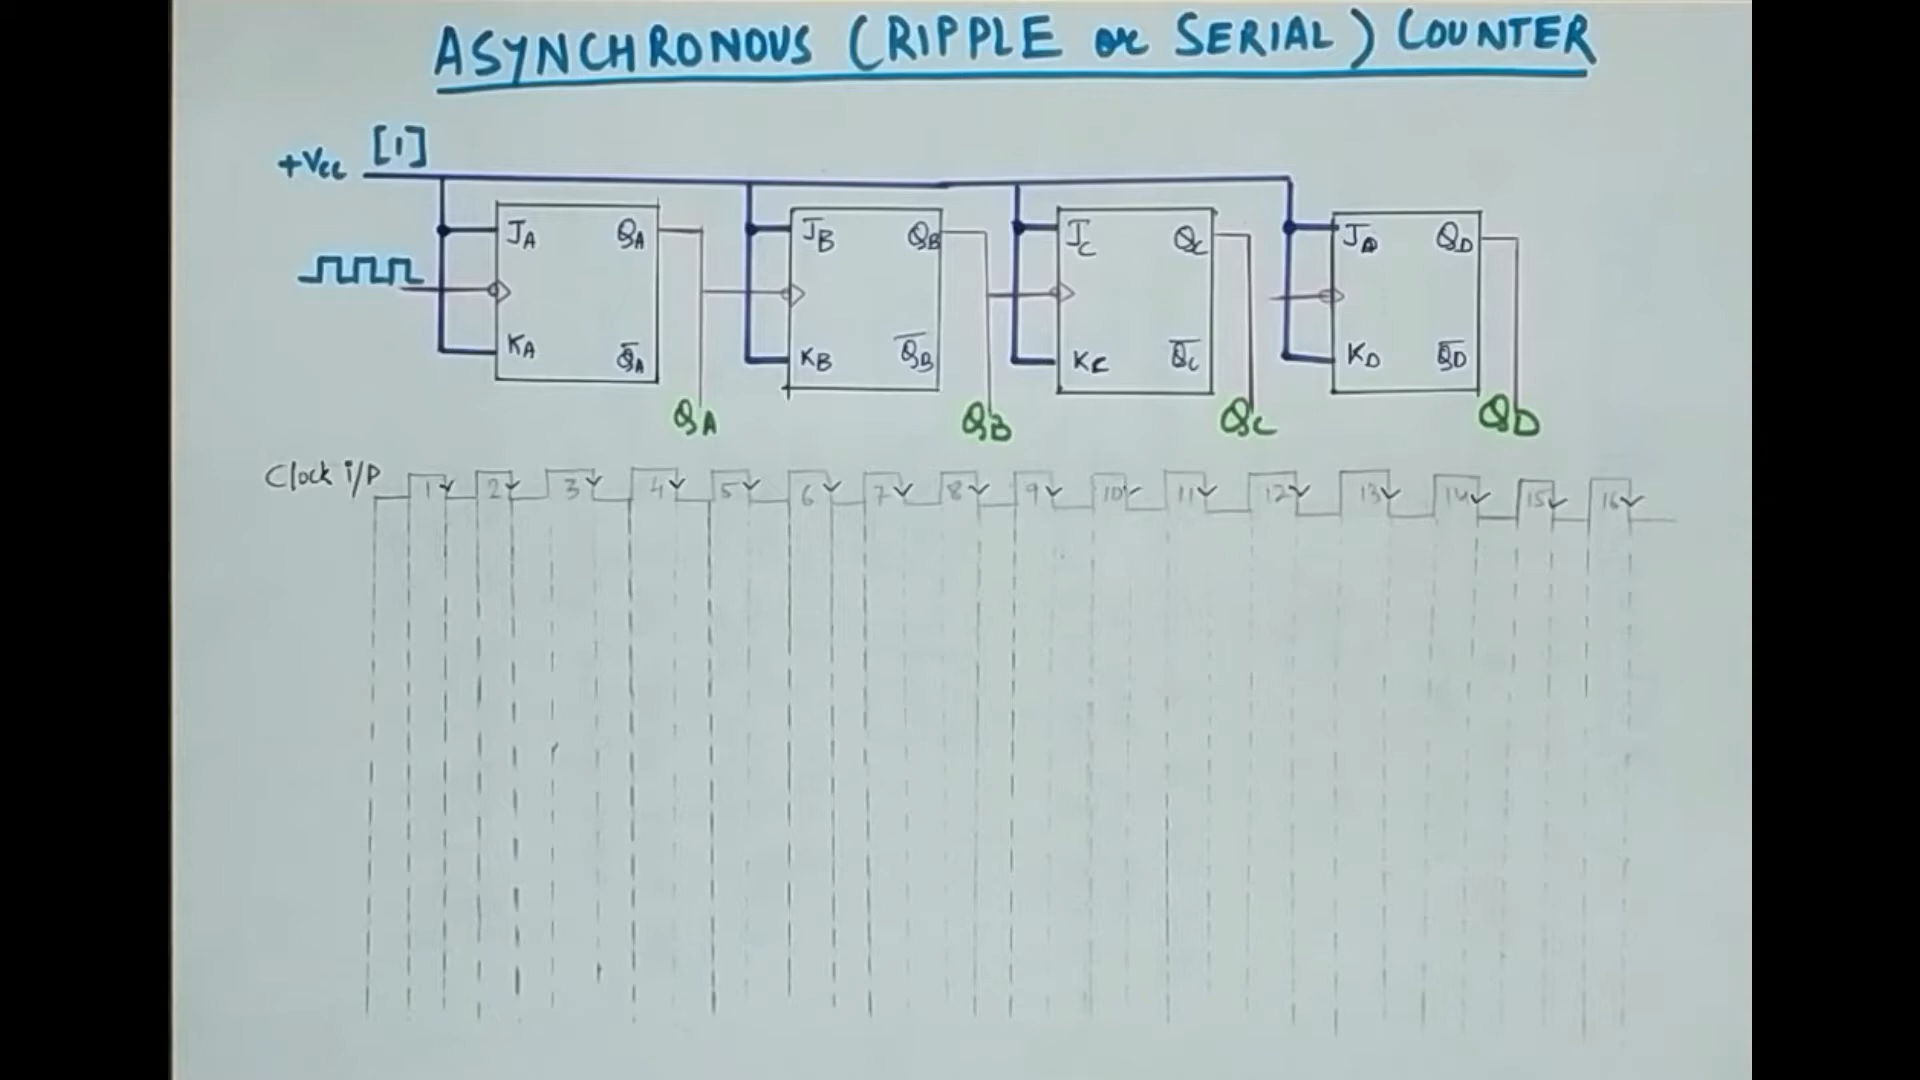 ASYNCHRONOUS (RIPPLE or SERIAL) COUNTER
+Vcc [1]
JA QA JB QB JC QC JD QD
KA Q̅A KB Q̅B KC Q̅C KD Q̅D
QA QB QC QD
Clock i/P 1 2 3 4 5 6 7 8 9 10 11 12 13 14 15 16